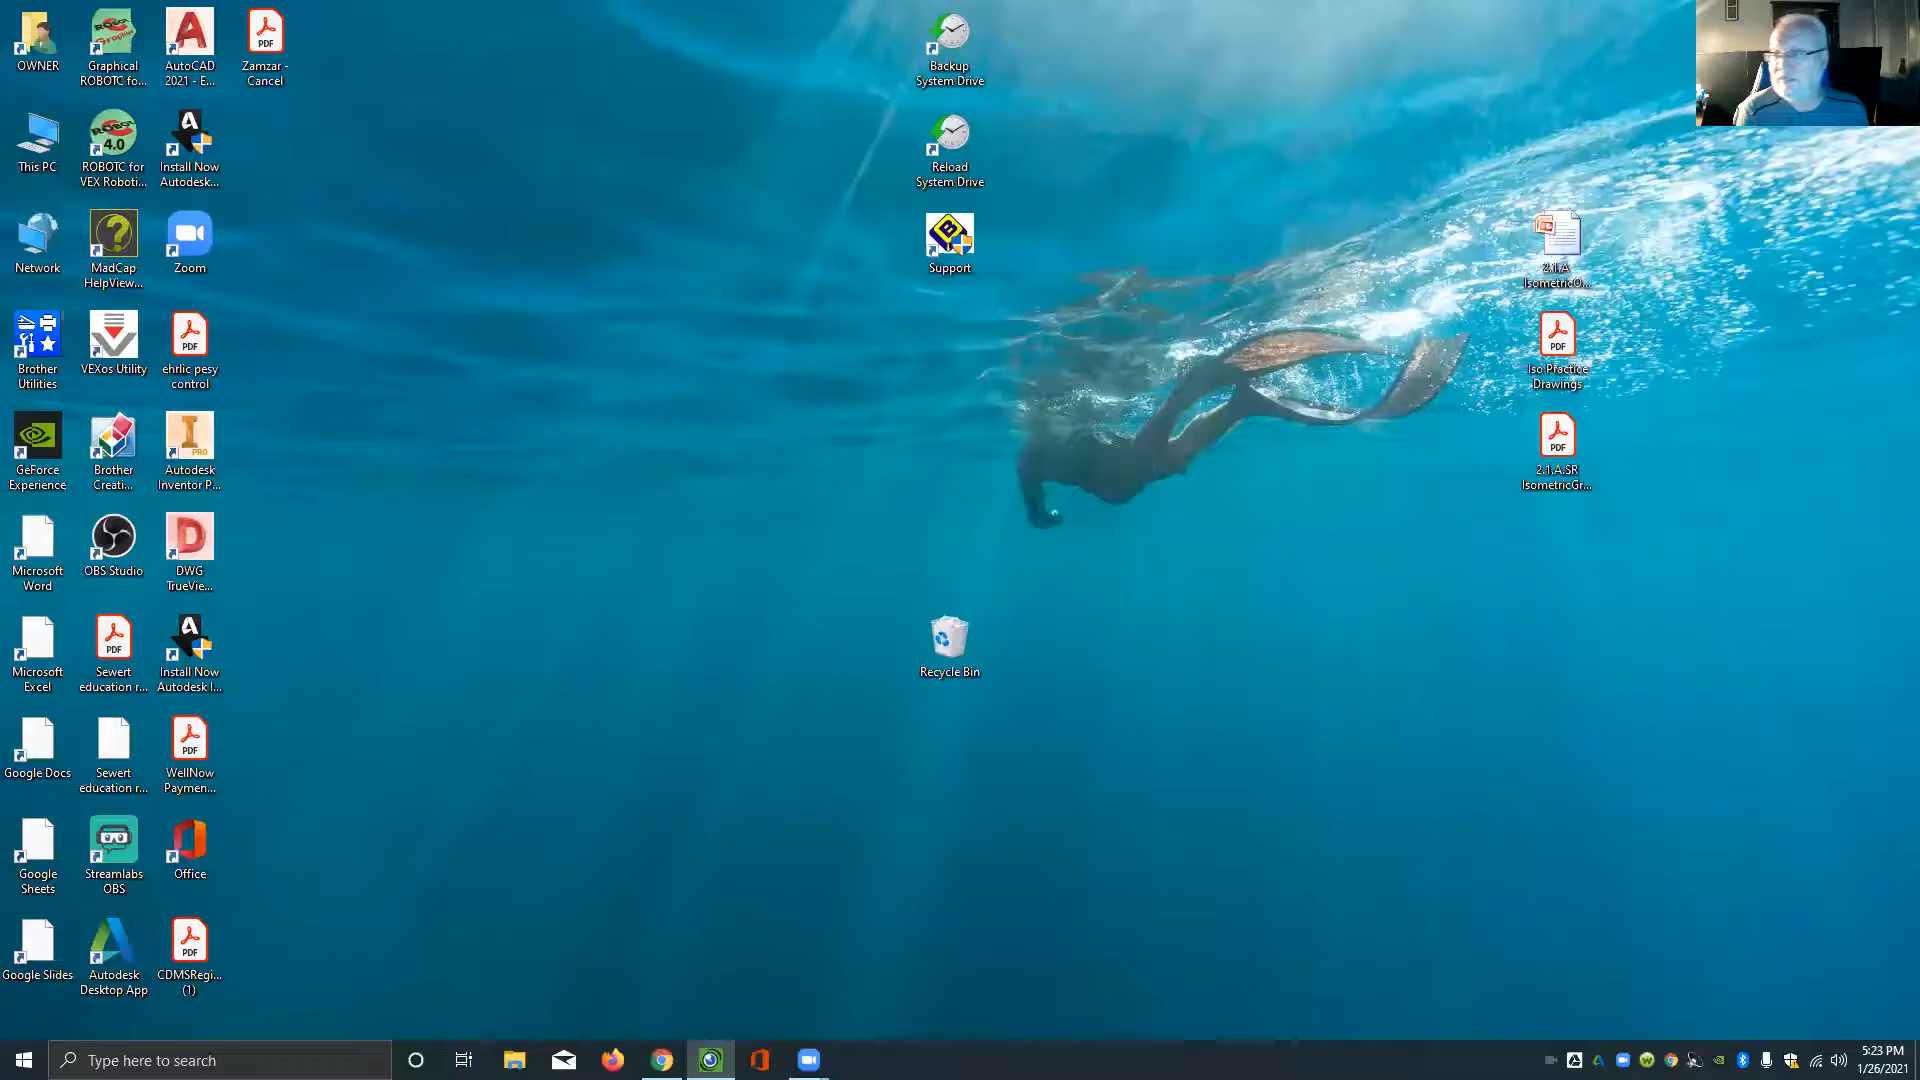 OWNER
Graphical
ROBOTC fo...
AutoCAD
2021 - E...
Zamzar -
Cancel
This PC
ROBOTC for
VEX Roboti...
Install Now
Autodesk...
Network
MadCap
HelpView...
Zoom
Brother
Utilities
VEXos Utility
ehrlic pesy
control
GeForce
Experience
Brother
Creati...
Autodesk
Inventor P...
Microsoft
Word
OBS Studio
DWG
TrueVie...
Microsoft
Excel
Sewert
education r...
Install Now
Autodesk I...
Google Docs
Sewert
education r...
WellNow
Paymen...
Google
Sheets
Streamlabs
OBS
Office
Google Slides
Autodesk
Desktop App
CDMSRegi...
(1)
Backup
System Drive
Reload
System Drive
Support
Recycle Bin
2.1.A
IsometricO...
Iso Practice
Drawings
2.1.A.SR
IsometricGr...
Type here to search
5:23 PM
1/26/2021